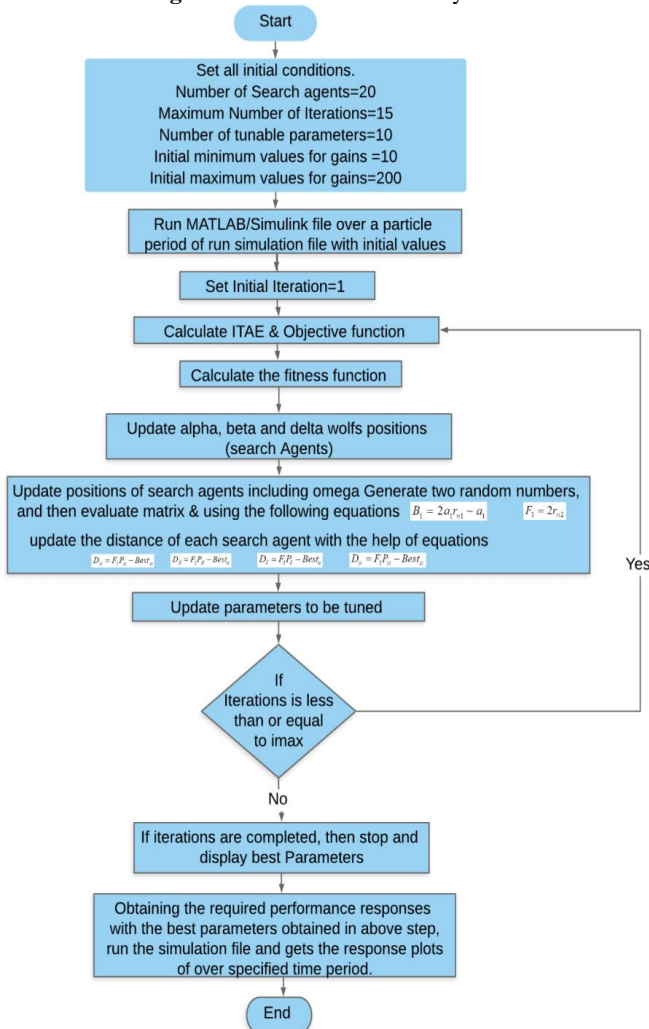 Start
Set all initial conditions.
Number of Search agents=20
Maximum Number of Iterations=15
Number of tunable parameters=10
Initial minimum values for gains =10
Initial maximum values for gains=200
Run MATLAB/Simulink file over a particle
period of run simulation file with initial values
Set Initial Iteration=1
Calculate ITAE & Objective function
Calculate the fitness function
Update alpha, beta and delta wolfs positions
(search Agents)
Update positions of search agents including omega Generate two random numbers,
and then evaluate matrix & using the following equations B₁ = 2a₁rₙ₁ − a₁ F₁ = 2rₙ₂
update the distance of each search agent with the help of equations
Update parameters to be tuned
Yes
If
Iterations is less
than or equal
to imax
No
If iterations are completed, then stop and
display best Parameters
Obtaining the required performance responses
with the best parameters obtained in above step,
run the simulation file and gets the response plots
of over specified time period.
End